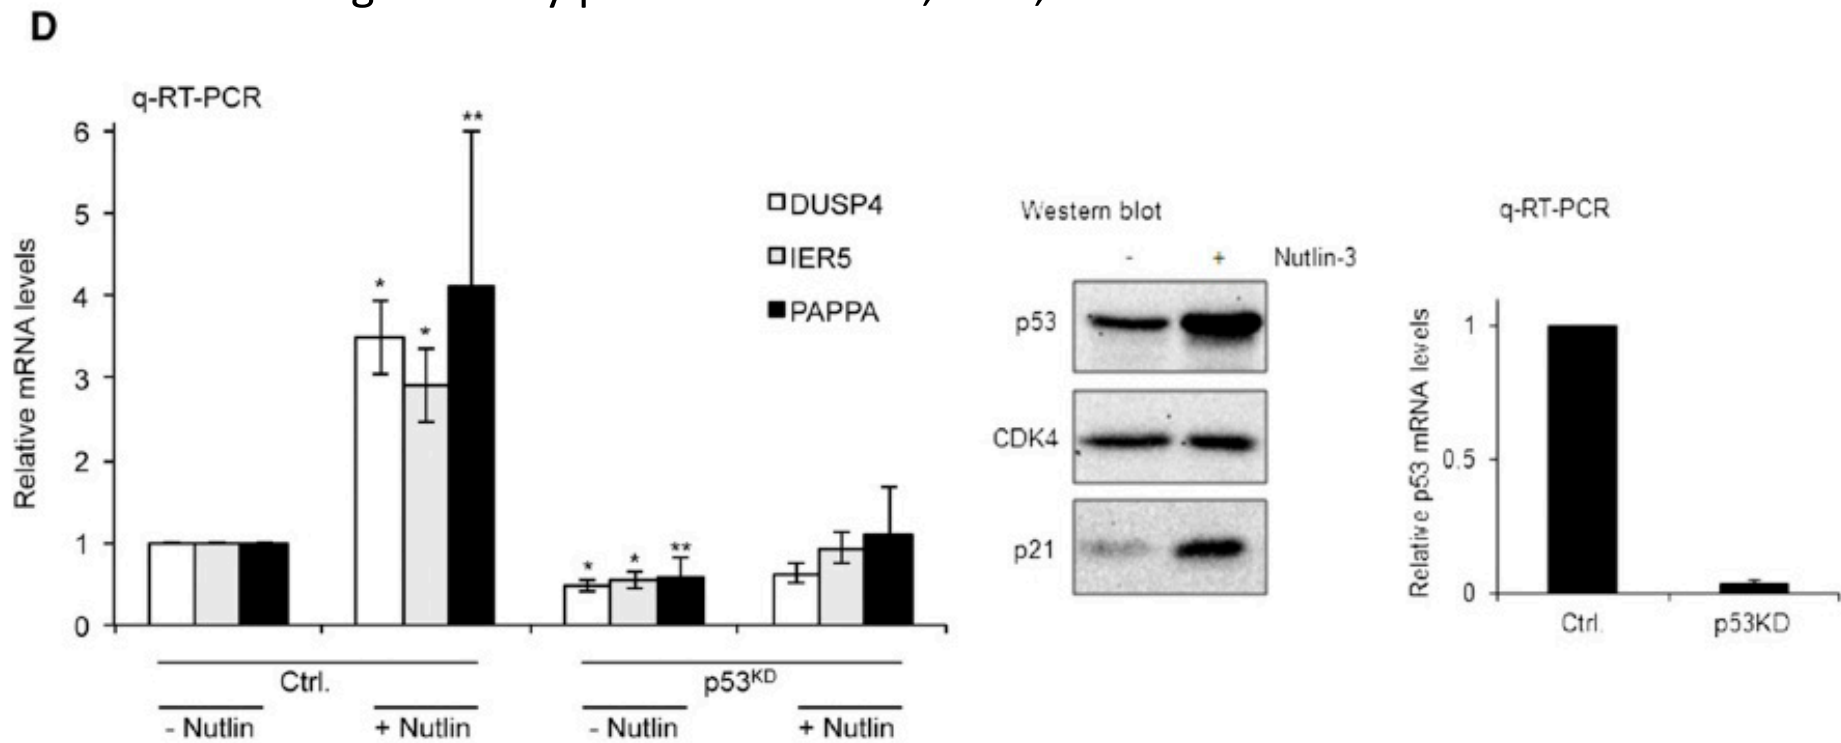 D
q-RT-PCR
**
6
5
4
3
2
1
0
Relative mRNA levels
*
*
*
*
**
DUSP4
IER5
PAPPA
Ctrl.
p53KD
- Nutlin
+ Nutlin
- Nutlin
+ Nutlin
Western blot
- + Nutlin-3
p53
CDK4
p21
q-RT-PCR
Relative p53 mRNA levels
1
0.5
0
Ctrl.
p53KD